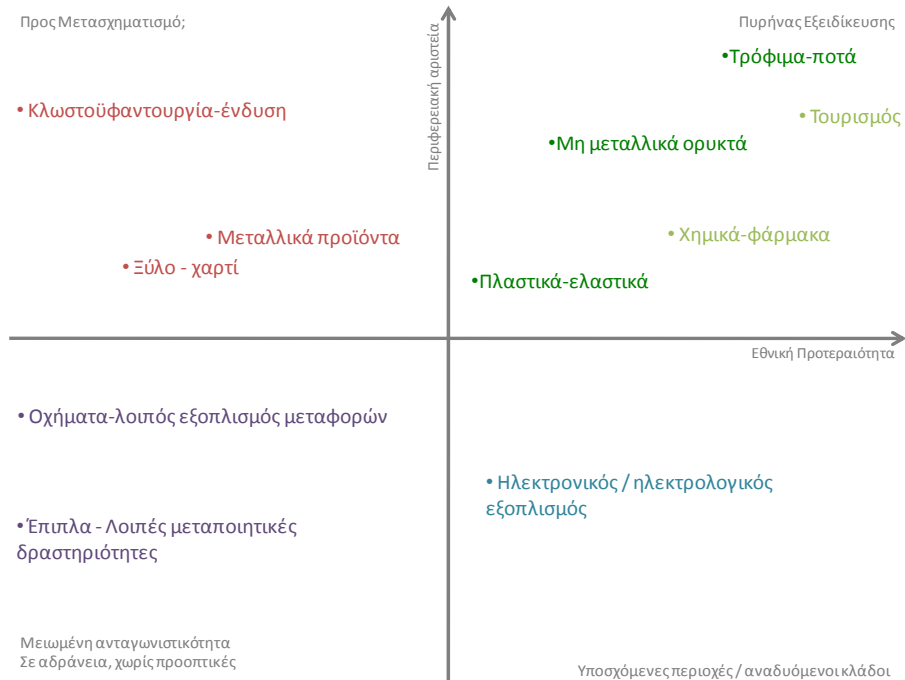 Προς Μετασχηματισμό;
Πυρήνας Εξειδίκευσης
Περιφερειακή αριστεία
•Τρόφιμα-ποτά
• Κλωστοϋφαντουργία-ένδυση
• Τουρισμός
•Μη μεταλλικά ορυκτά
• Μεταλλικά προϊόντα
• Χημικά-φάρμακα
• Ξύλο - χαρτί
•Πλαστικά-ελαστικά
Εθνική Προτεραιότητα
• Οχήματα-λοιπός εξοπλισμός μεταφορών
• Ηλεκτρονικός / ηλεκτρολογικός
εξοπλισμός
• Έπιπλα - Λοιπές μεταποιητικές
δραστηριότητες
Μειωμένη ανταγωνιστικότητα
Σε αδράνεια, χωρίς προοπτικές
Υποσχόμενες περιοχές / αναδυόμενοι κλάδοι